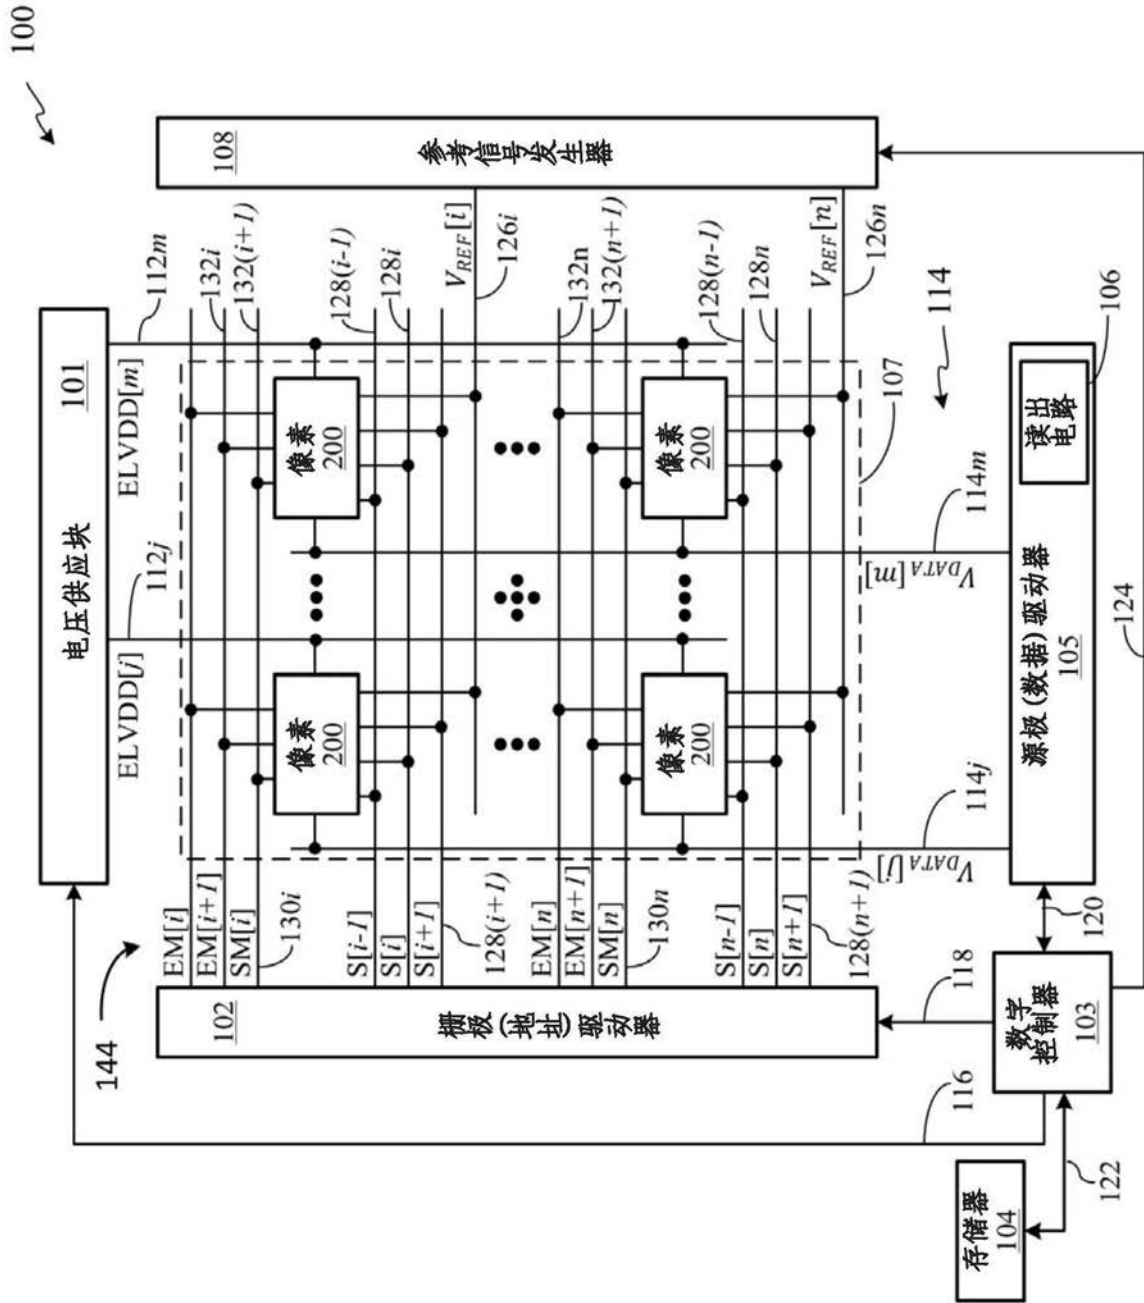 100
101
电压供应块
ELVDD[j]
112j
ELVDD[m]
112m
144
102
栅极(地址)驱动器
108
参考信号发生器
EM[i]
EM[i+1]
SM[i]
130i
132i
132(i+1)
像素
200
像素
200
S[i-1]
S[i]
S[i+1]
128(i+1)
128(i-1)
128i
VREF[i]
126i
EM[n]
EM[n+1]
SM[n]
130n
132n
132(n+1)
像素
200
像素
200
S[n-1]
S[n]
S[n+1]
128(n+1)
128(n-1)
128n
VREF[n]
126n
107
114
VDATA[j]
114j
VDATA[m]
114m
116
118
120
数字
控制器
103
源极(数据)驱动器
105
读出
电路
106
存储器
104
122
124